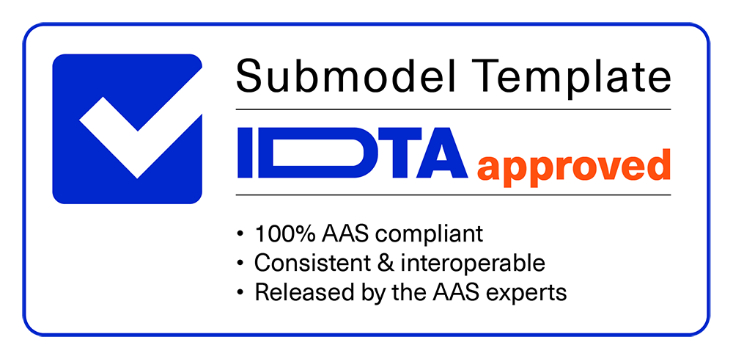 Submodel Template
IDTA approved
• 100% AAS compliant
• Consistent & interoperable
• Released by the AAS experts